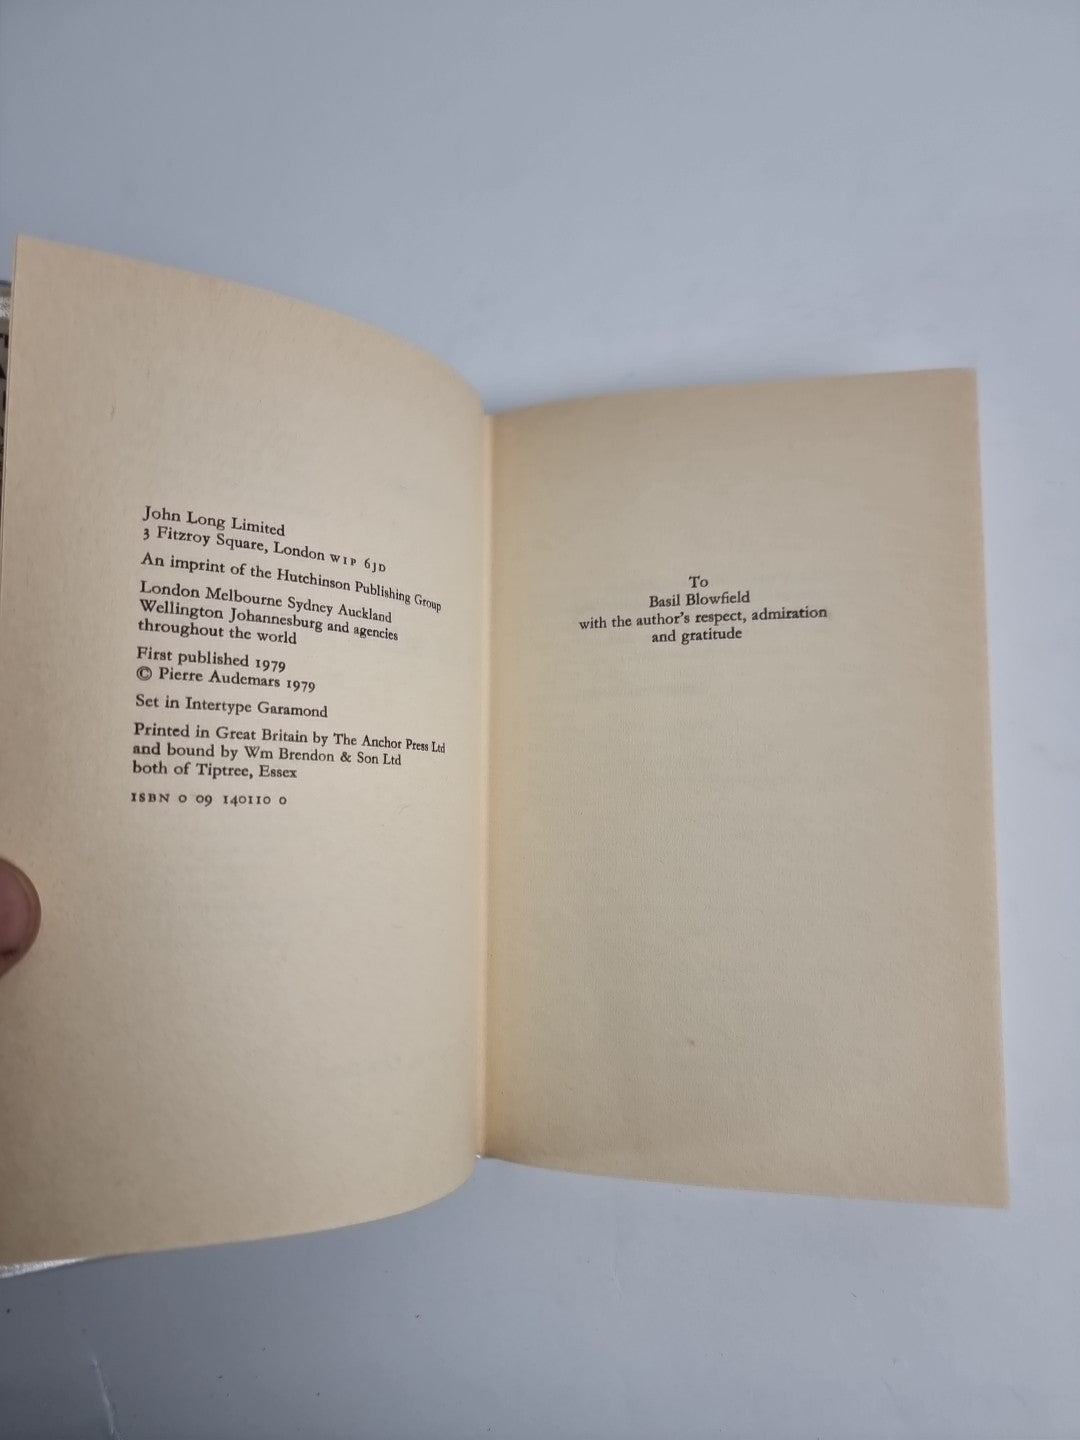 John Long Limited
3 Fitzroy Square, London W1P 6JD
An imprint of the Hutchinson Publishing Group
London Melbourne Sydney Auckland
Wellington Johannesburg and agencies
throughout the world
First published 1979
© Pierre Audemars 1979
Set in Intertype Garamond
Printed in Great Britain by The Anchor Press Ltd
and bound by Wm Brendon & Son Ltd
both of Tiptree, Essex
ISBN 0 09 140110 0
To
Basil Blowfield
with the author's respect, admiration
and gratitude